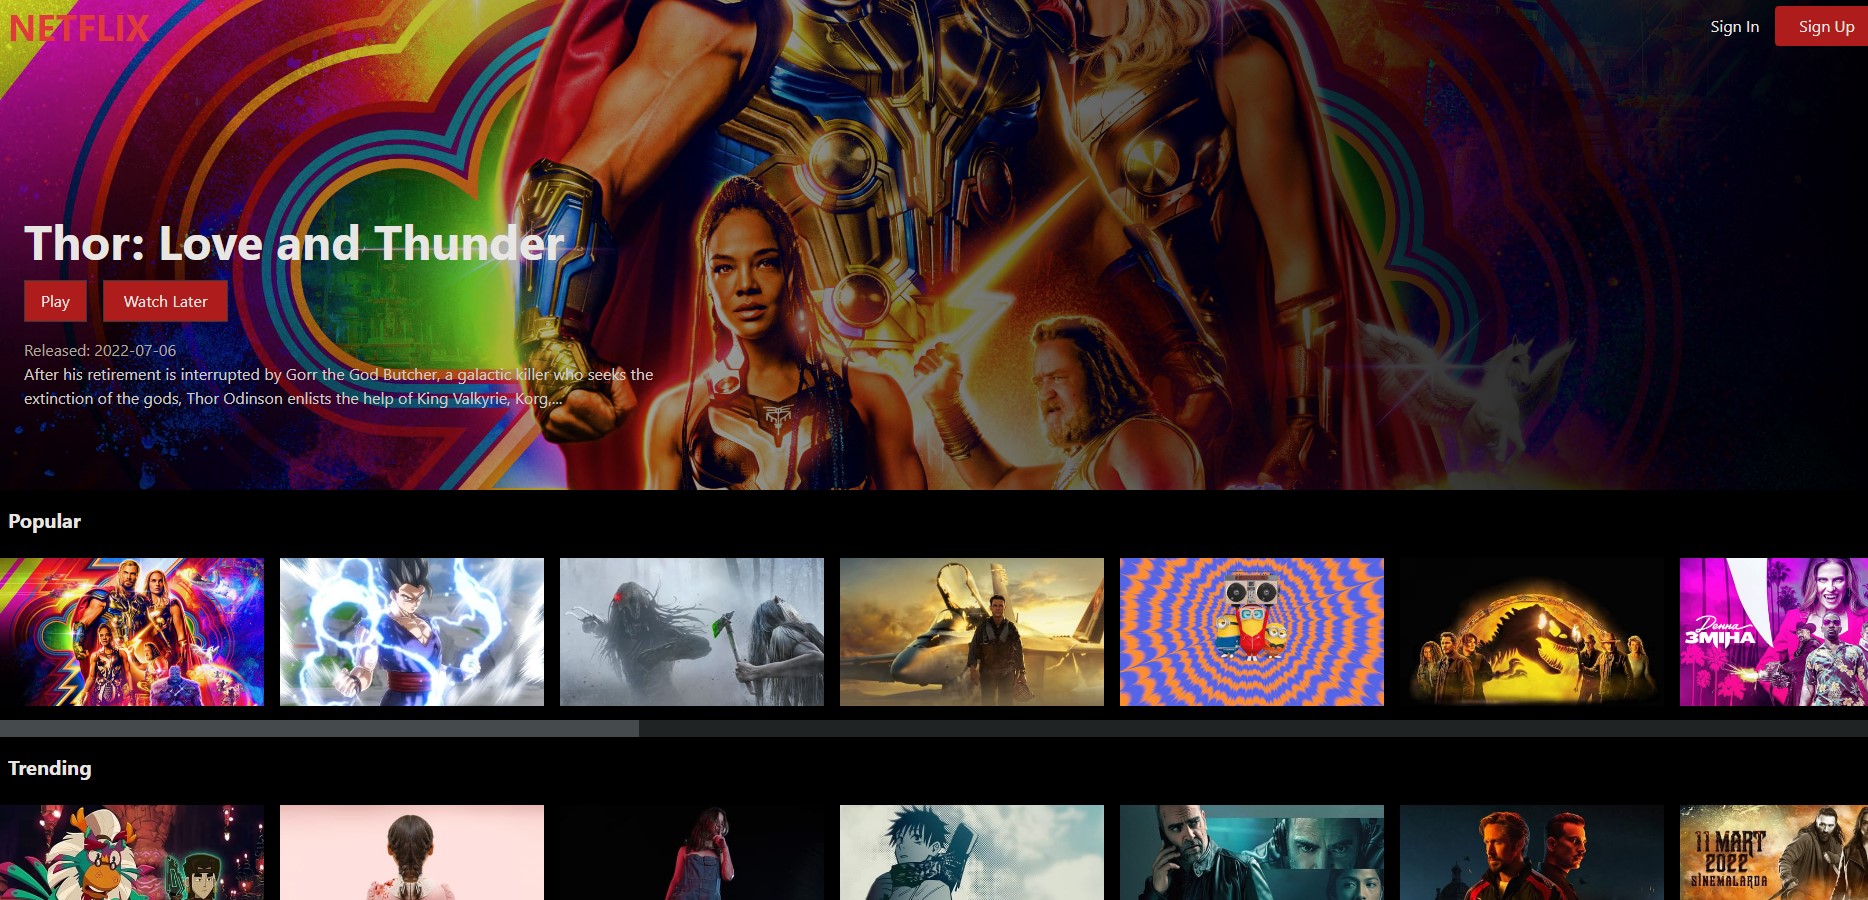 NETFLIX
Sign In
Sign Up
Thor: Love and Thunder
Play
Watch Later
Released: 2022-07-06
After his retirement is interrupted by Gorr the God Butcher, a galactic killer who seeks the
extinction of the gods, Thor Odinson enlists the help of King Valkyrie, Korg,...
Popular
Деппа
ЗМІНА
Trending
11 MART
2022
SİNEMALARDA